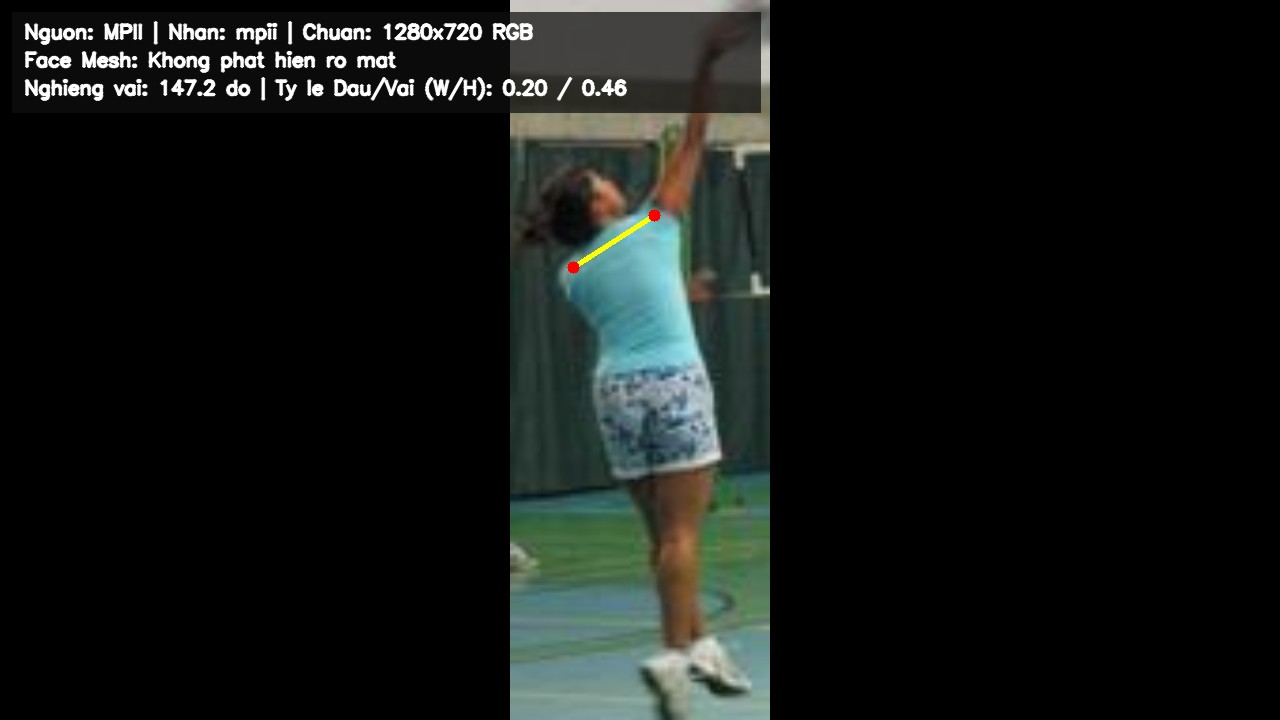 Nguon: MPII | Nhan: mpii | Chuan: 1280x720 RGB
Face Mesh: Khong phat hien ro mat
Nghieng vai: 147.2 do | Ty le Dau/Vai (W/H): 0.20 / 0.46